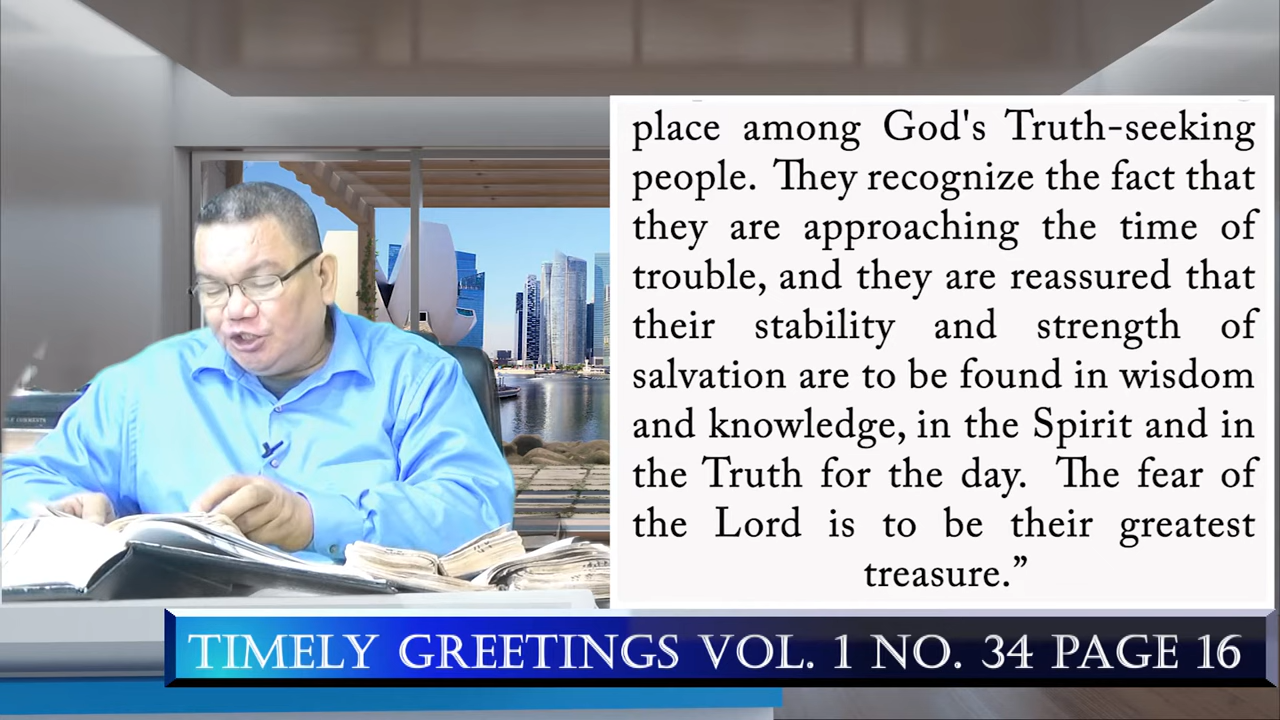 place among God's Truth-seeking
people. They recognize the fact that
they are approaching the time of
trouble, and they are reassured that
their stability and strength of
salvation are to be found in wisdom
and knowledge, in the Spirit and in
the Truth for the day. The fear of
the Lord is to be their greatest
treasure.”
TIMELY GREETINGS VOL. 1 NO. 34 PAGE 16